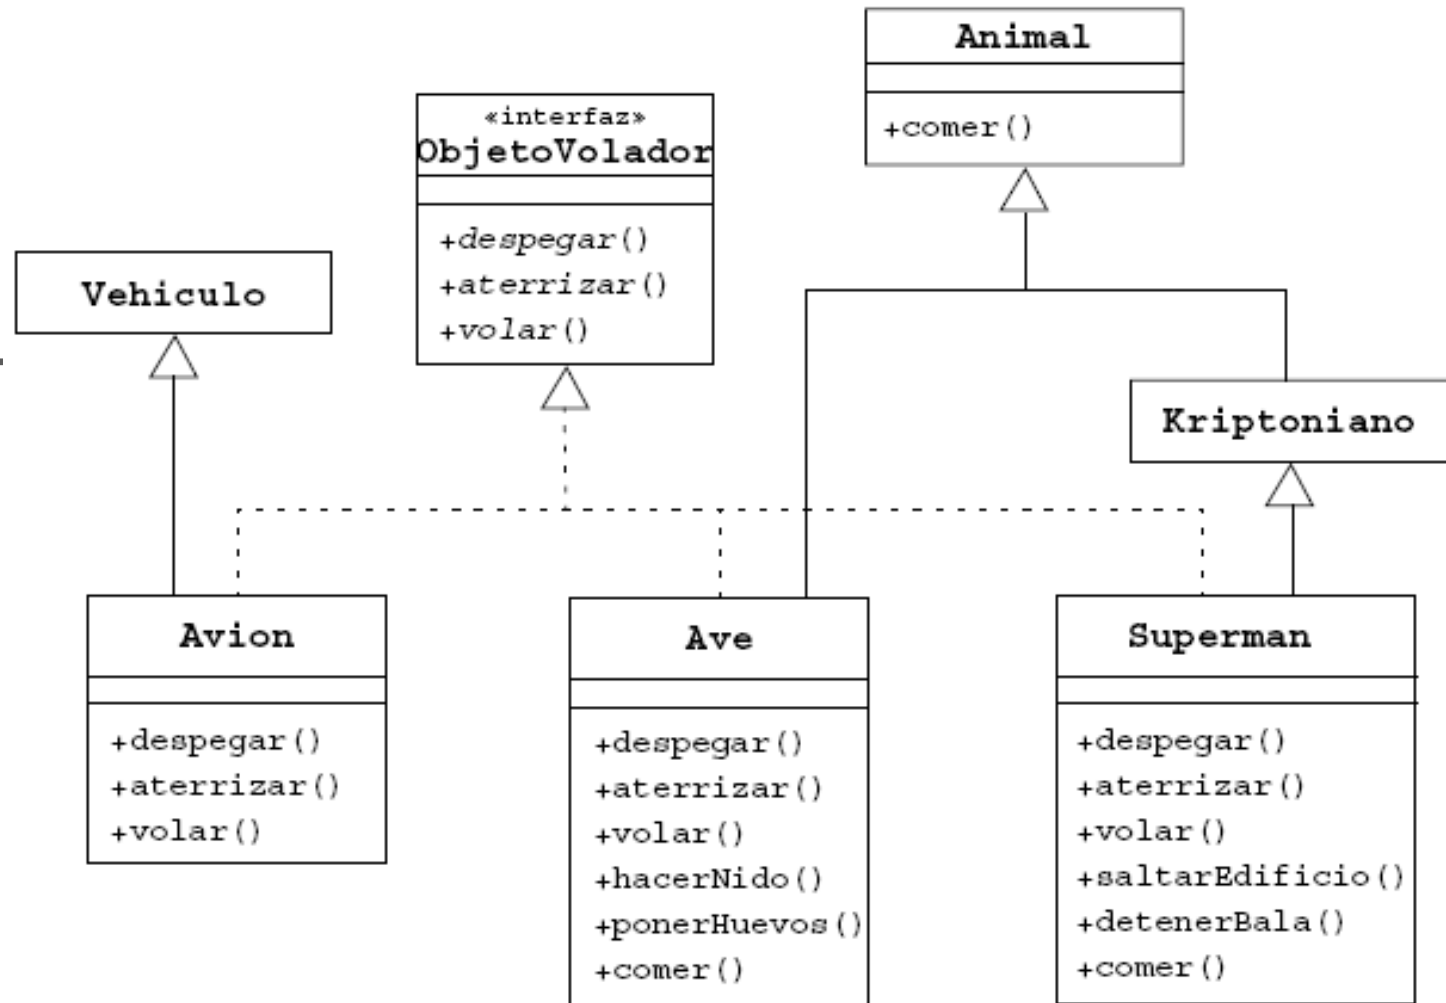 Animal
+comer()
«interfaz»
ObjetoVolador
+despegar()
+aterrizar()
+volar()
Vehiculo
Kriptoniano
Avion
+despegar()
+aterrizar()
+volar()
Ave
+despegar()
+aterrizar()
+volar()
+hacerNido()
+ponerHuevos()
+comer()
Superman
+despegar()
+aterrizar()
+volar()
+saltarEdificio()
+detenerBala()
+comer()